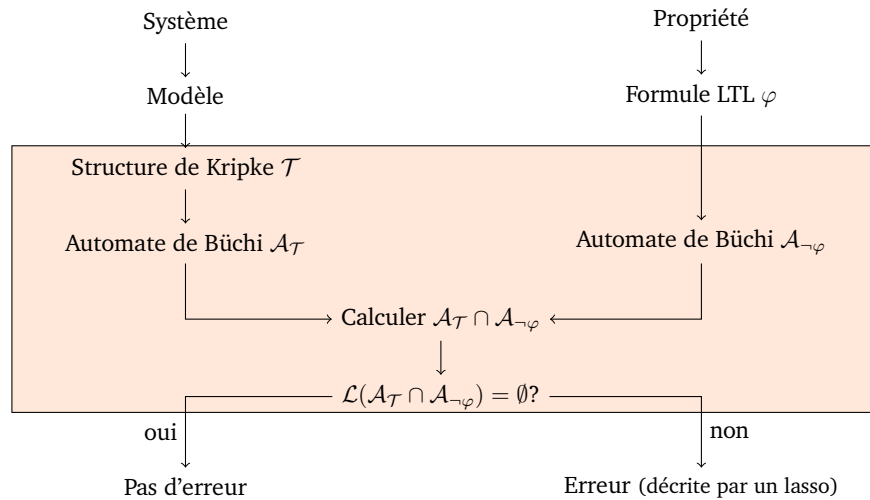 Système
Propriété
Modèle
Formule LTL φ
Structure de Kripke 𝒯
Automate de Büchi 𝒜_𝒯
Automate de Büchi 𝒜_¬φ
Calculer 𝒜_𝒯 ∩ 𝒜_¬φ
ℒ(𝒜_𝒯 ∩ 𝒜_¬φ) = ∅?
oui
non
Pas d'erreur
Erreur (décrite par un lasso)